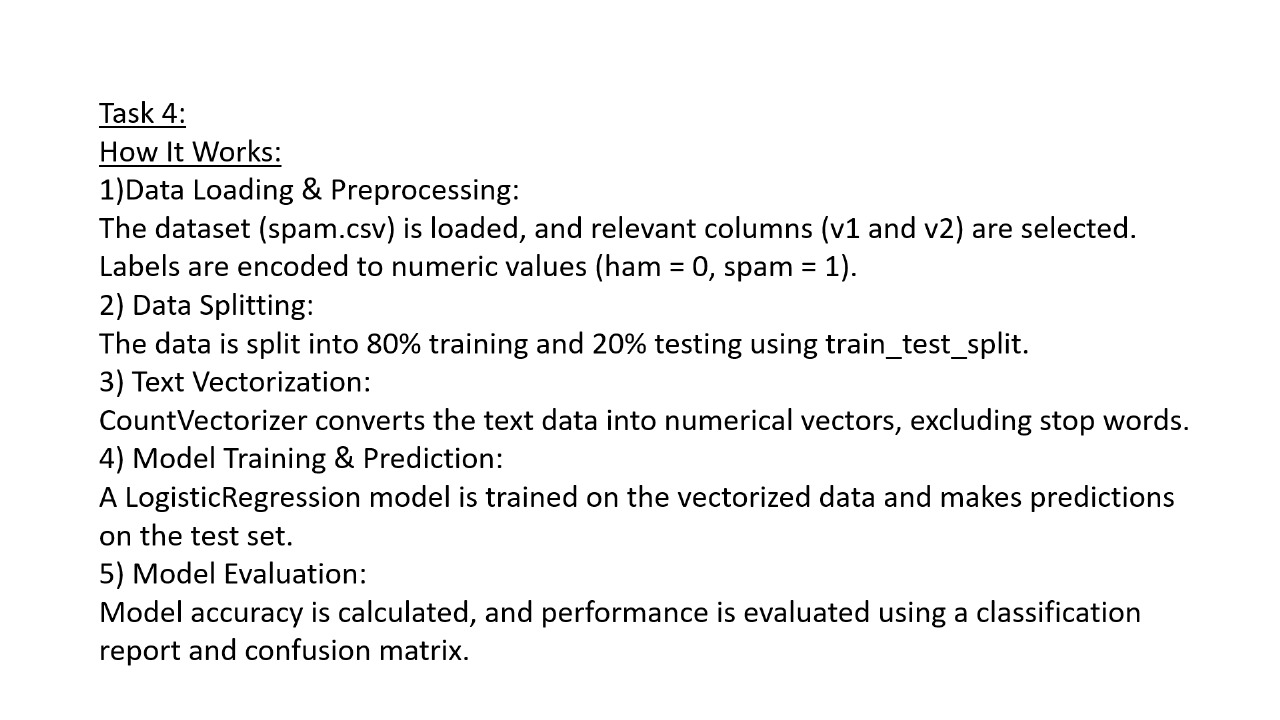 Task 4:
How It Works:
1)Data Loading & Preprocessing:
The dataset (spam.csv) is loaded, and relevant columns (v1 and v2) are selected.
Labels are encoded to numeric values (ham = 0, spam = 1).
2) Data Splitting:
The data is split into 80% training and 20% testing using train_test_split.
3) Text Vectorization:
CountVectorizer converts the text data into numerical vectors, excluding stop words.
4) Model Training & Prediction:
A LogisticRegression model is trained on the vectorized data and makes predictions
on the test set.
5) Model Evaluation:
Model accuracy is calculated, and performance is evaluated using a classification
report and confusion matrix.